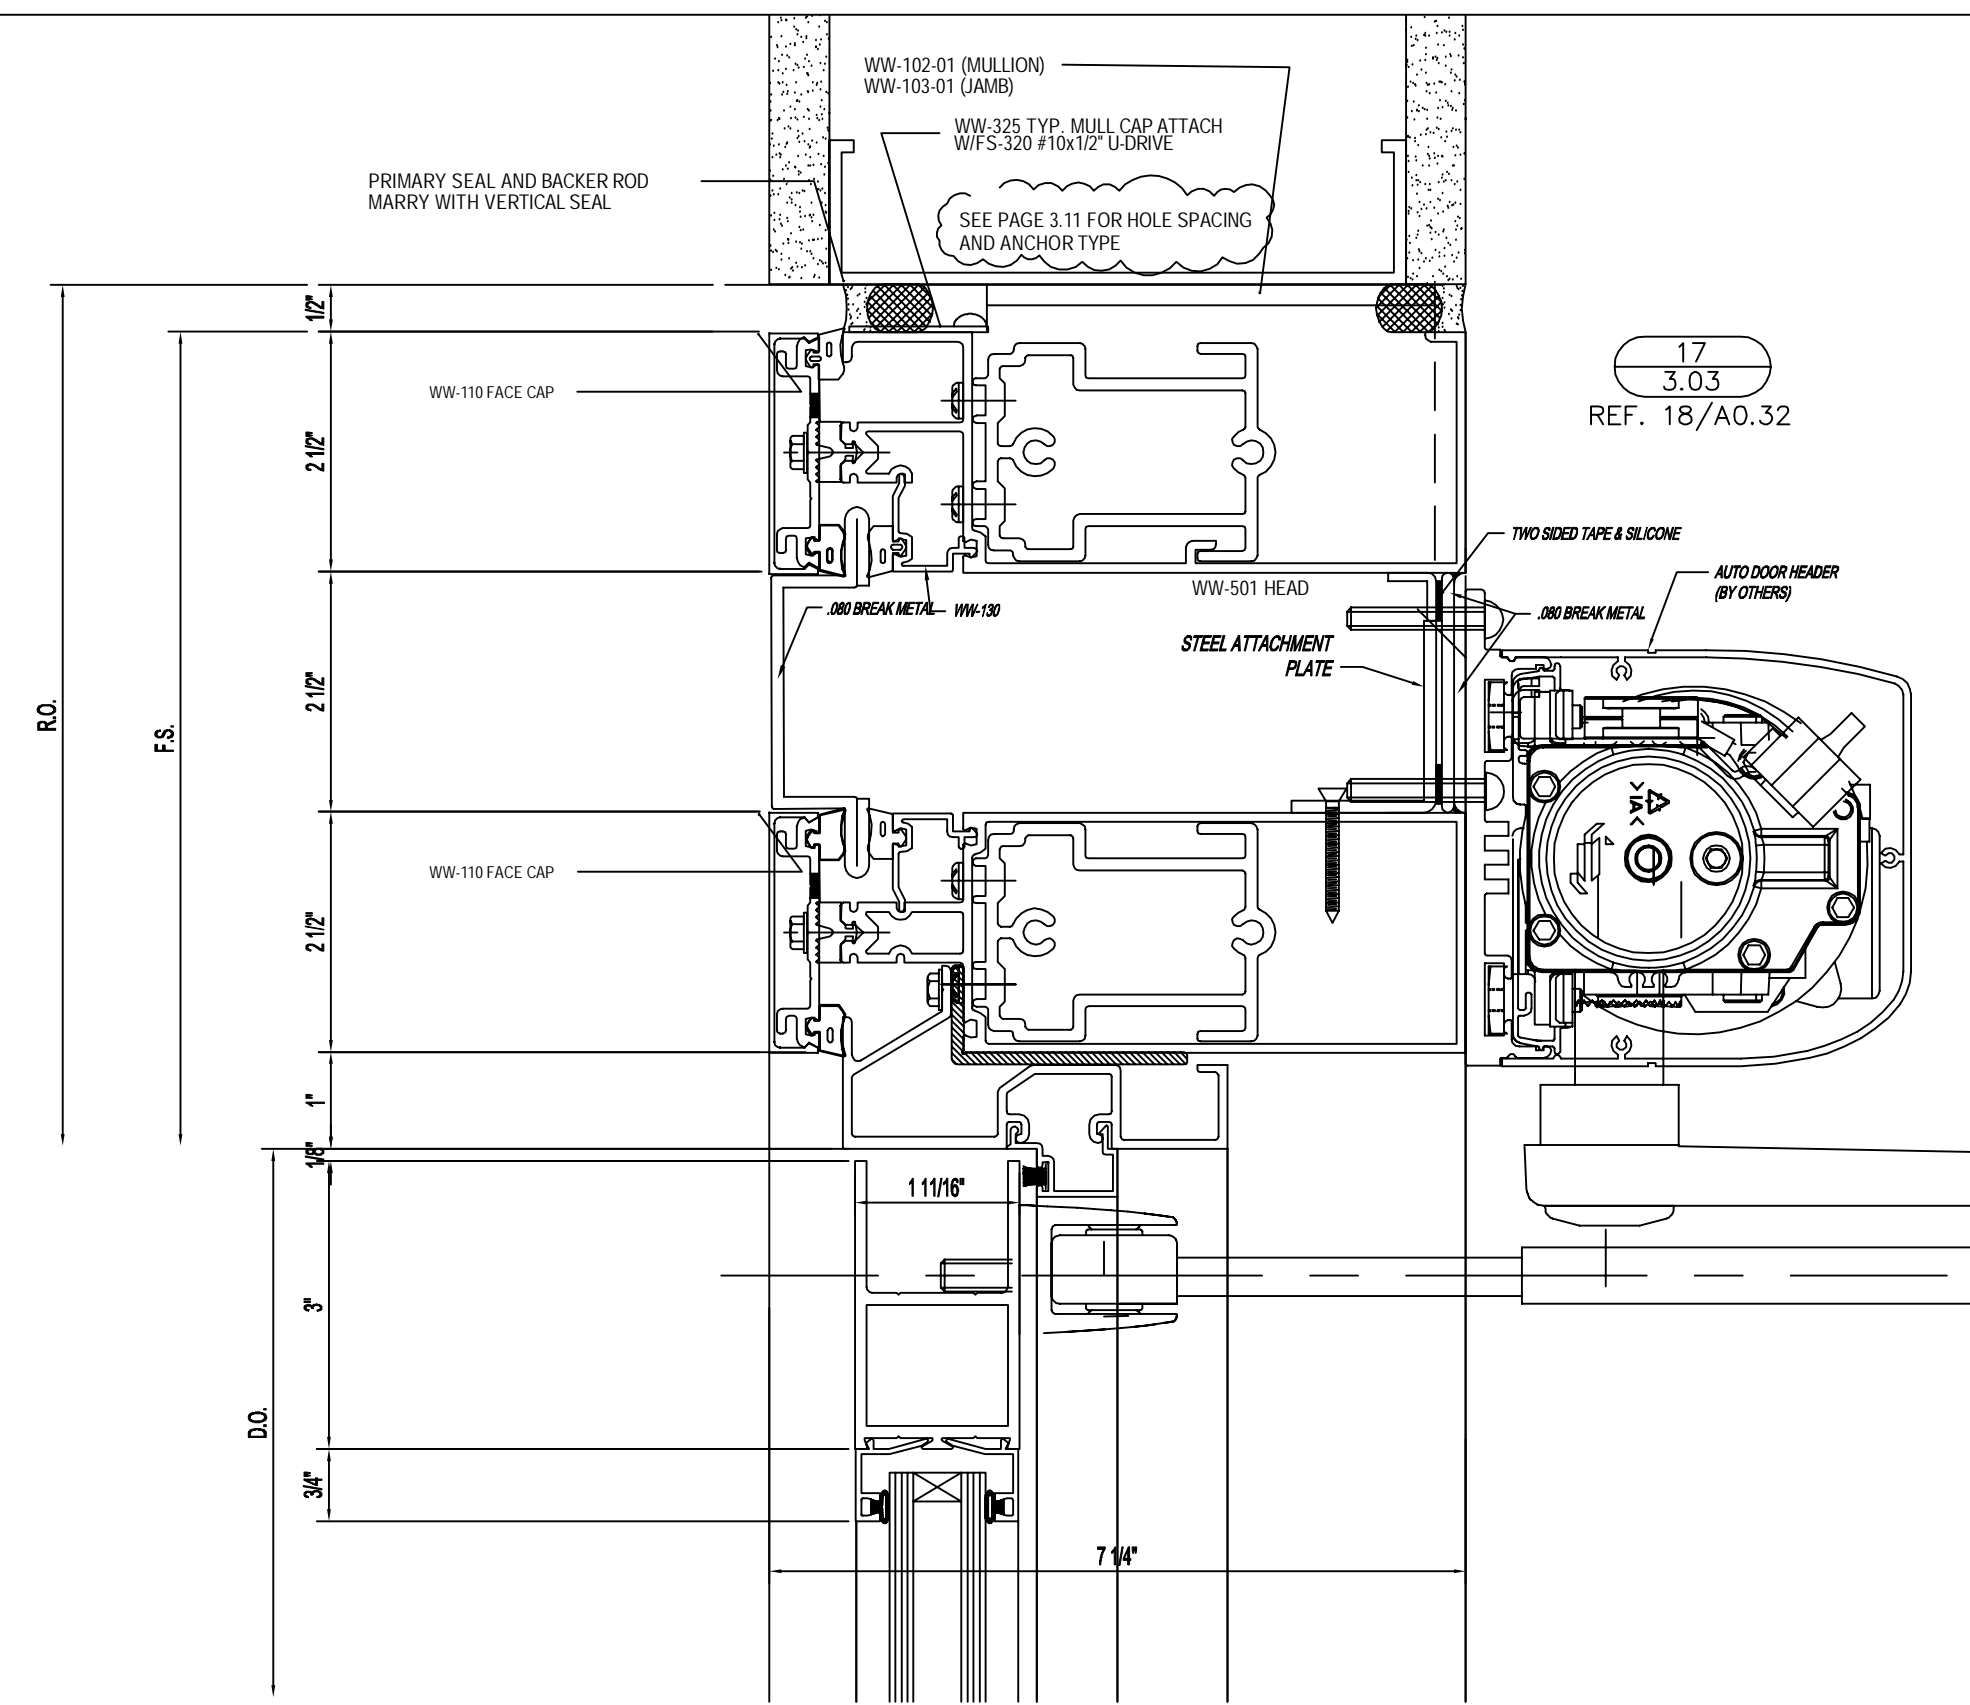 WW-102-01 (MULLION)
WW-103-01 (JAMB)
WW-325 TYP. MULL CAP ATTACH
W/FS-320 #10x1/2" U-DRIVE
PRIMARY SEAL AND BACKER ROD
MARRY WITH VERTICAL SEAL
SEE PAGE 3.11 FOR HOLE SPACING
AND ANCHOR TYPE
1/2"
17
3.03
REF. 18/A0.32
WW-110 FACE CAP
2 1/2"
TWO SIDED TAPE & SILICONE
AUTO DOOR HEADER
(BY OTHERS)
WW-501 HEAD
.080 BREAK METAL
WW-130
.080 BREAK METAL
STEEL ATTACHMENT
PLATE
2 1/2"
R.O.
F.S.
WW-110 FACE CAP
2 1/2"
1"
1/8"
1 11/16"
3"
D.O.
3/4"
7 1/4"